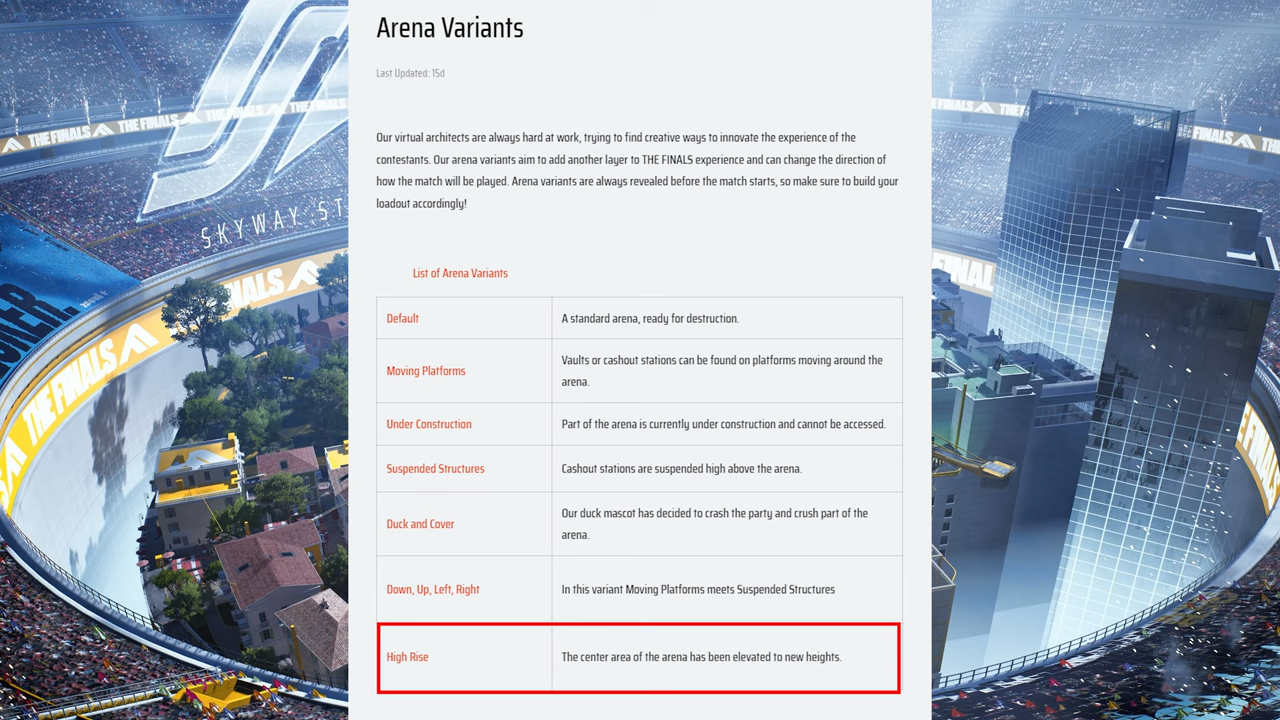 Arena Variants
Last Updated: 15d
Our virtual architects are always hard at work, trying to find creative ways to innovate the experience of the
contestants. Our arena variants aim to add another layer to THE FINALS experience and can change the direction of
how the match will be played. Arena variants are always revealed before the match starts, so make sure to build your
loadout accordingly!
List of Arena Variants
Default
A standard arena, ready for destruction.
Moving Platforms
Vaults or cashout stations can be found on platforms moving around the
arena.
Under Construction
Part of the arena is currently under construction and cannot be accessed.
Suspended Structures
Cashout stations are suspended high above the arena.
Duck and Cover
Our duck mascot has decided to crash the party and crush part of the
arena.
Down, Up, Left, Right
In this variant Moving Platforms meets Suspended Structures
High Rise
The center area of the arena has been elevated to new heights.
THE FINALS
THE FINALS
THE FINALS
SKYWAY ST
THE FINALS
THE FINALS